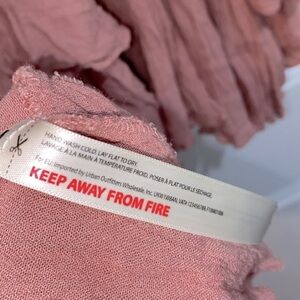 HAND WASH COLD, LAY FLAT TO DRY.
LAVAGE À LA MAIN À TEMPÉRATURE FROID, POSER À PLAT POUR LE SECHAGE.
For EU: Imported by Urban Outfitters Wholesale, Inc.
KEEP AWAY FROM FIRE